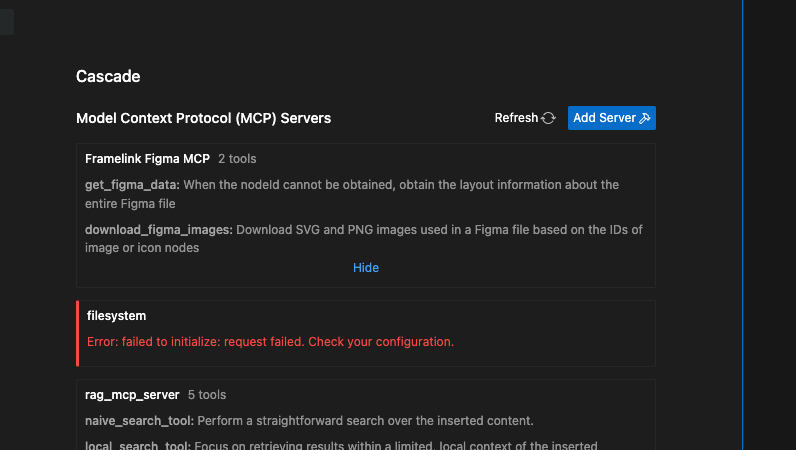 Cascade
Model Context Protocol (MCP) Servers
Refresh
Add Server
Framelink Figma MCP 2 tools
get_figma_data: When the nodeId cannot be obtained, obtain the layout information about the
entire Figma file
download_figma_images: Download SVG and PNG images used in a Figma file based on the IDs of
image or icon nodes
Hide
filesystem
Error: failed to initialize: request failed. Check your configuration.
rag_mcp_server 5 tools
naive_search_tool: Perform a straightforward search over the inserted content.
local_search_tool: Focus on retrieving results within a limited, local context of the inserted